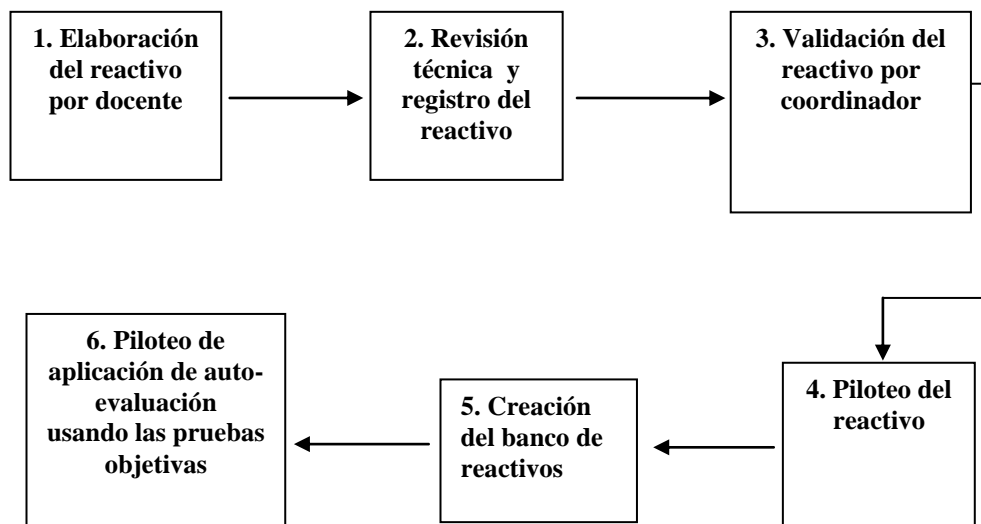 1. Elaboración
del reactivo
por docente
2. Revisión
técnica y
registro del
reactivo
3. Validación del
reactivo por
coordinador
4. Piloteo del
reactivo
5. Creación
del banco de
reactivos
6. Piloteo de
aplicación de auto-
evaluación
usando las pruebas
objetivas